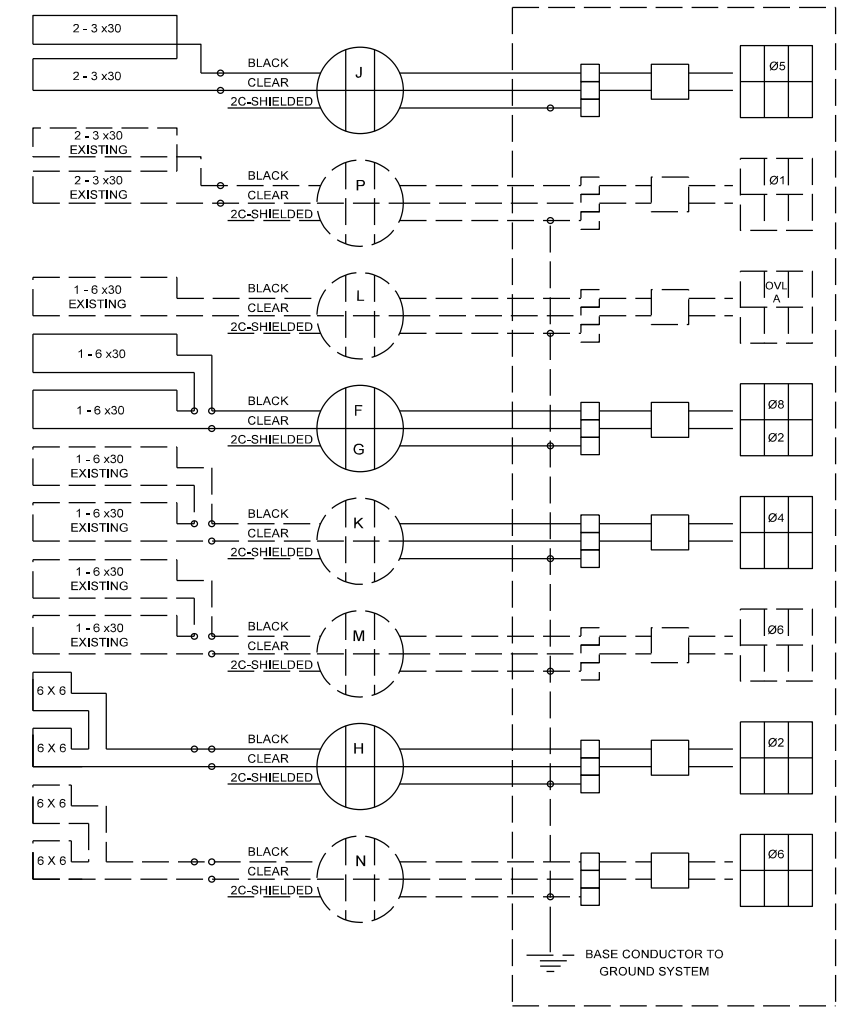 2 - 3 x30
2 - 3 x30
BLACK
CLEAR
2C-SHIELDED
J
Ø5
2 - 3 x30
EXISTING
2 - 3 x30
EXISTING
BLACK
CLEAR
2C-SHIELDED
P
Ø1
1 - 6 x30
EXISTING
BLACK
CLEAR
2C-SHIELDED
L
OVL
A
1 - 6 x30
1 - 6 x30
BLACK
CLEAR
2C-SHIELDED
F
G
Ø8
Ø2
1 - 6 x30
EXISTING
1 - 6 x30
EXISTING
BLACK
CLEAR
2C-SHIELDED
K
Ø4
1 - 6 x30
EXISTING
1 - 6 x30
EXISTING
BLACK
CLEAR
2C-SHIELDED
M
Ø6
6 X 6
6 X 6
BLACK
CLEAR
2C-SHIELDED
H
Ø2
6 X 6
6 X 6
BLACK
CLEAR
2C-SHIELDED
N
Ø6
BASE CONDUCTOR TO
GROUND SYSTEM